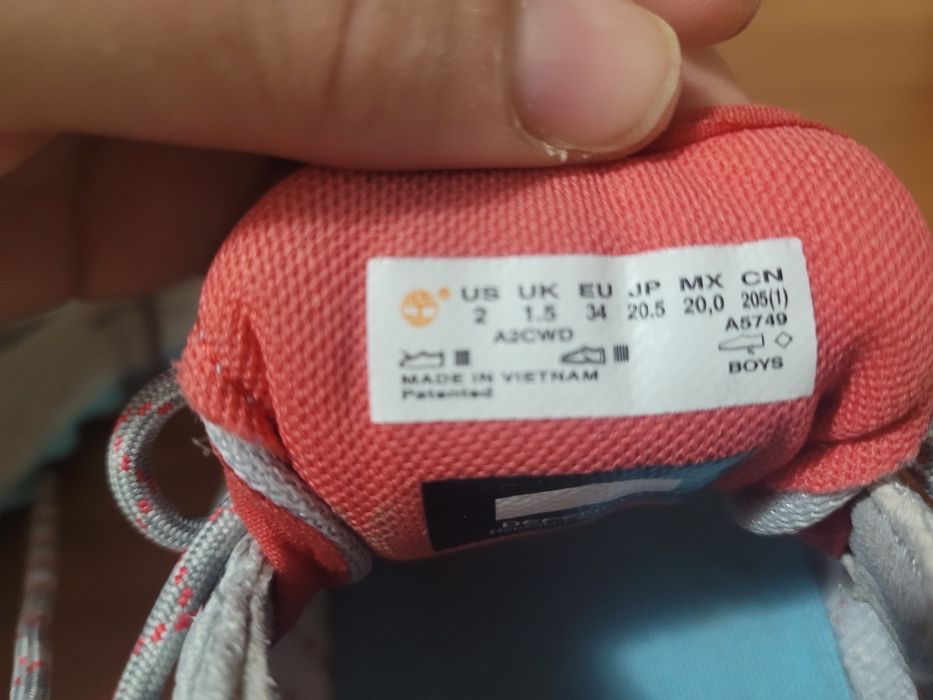 US UK EU JP MX CN
2 1.5 34 20.5 20,0 205(1)
A2CWD A5749
BOYS
MADE IN VIETNAM
Patented